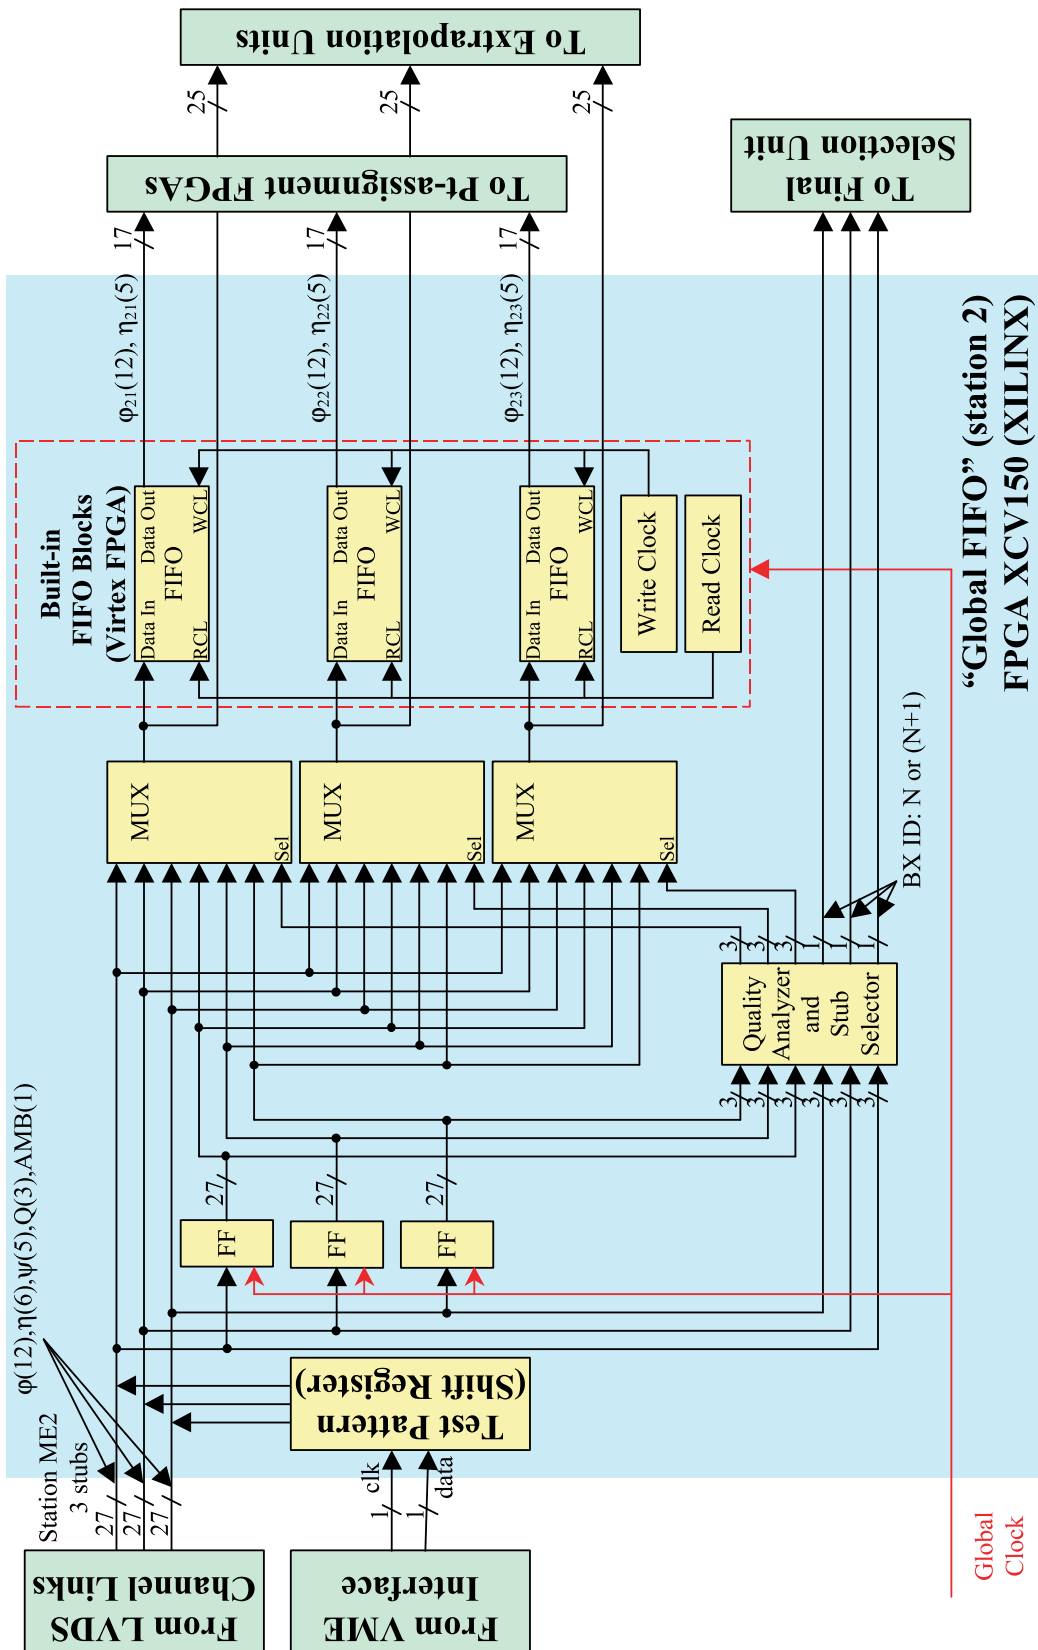 From LVDS
Channel Links
From VME
Interface
Station ME2
3 stubs
27
27
27
φ(12),η(6),ψ(5),Q(3),AMB(1)
1
clk
1
data
Test Pattern
(Shift Register)
FF
FF
FF
27
27
27
3
3
3
3
3
3
Quality
Analyzer
and
Stub
Selector
3
3
3
1
1
1
BX ID: N or (N+1)
MUX
Sel
MUX
Sel
MUX
Sel
Built-in
FIFO Blocks
(Virtex FPGA)
Data In
Data Out
FIFO
RCL
WCL
Data In
Data Out
FIFO
RCL
WCL
Data In
Data Out
FIFO
RCL
WCL
Write Clock
Read Clock
φ21(12), η21(5)
φ22(12), η22(5)
φ23(12), η23(5)
17
17
17
To Pt-assignment FPGAs
25
25
25
To Extrapolation Units
To Final
Selection Unit
“Global FIFO” (station 2)
FPGA XCV150 (XILINX)
Global
Clock